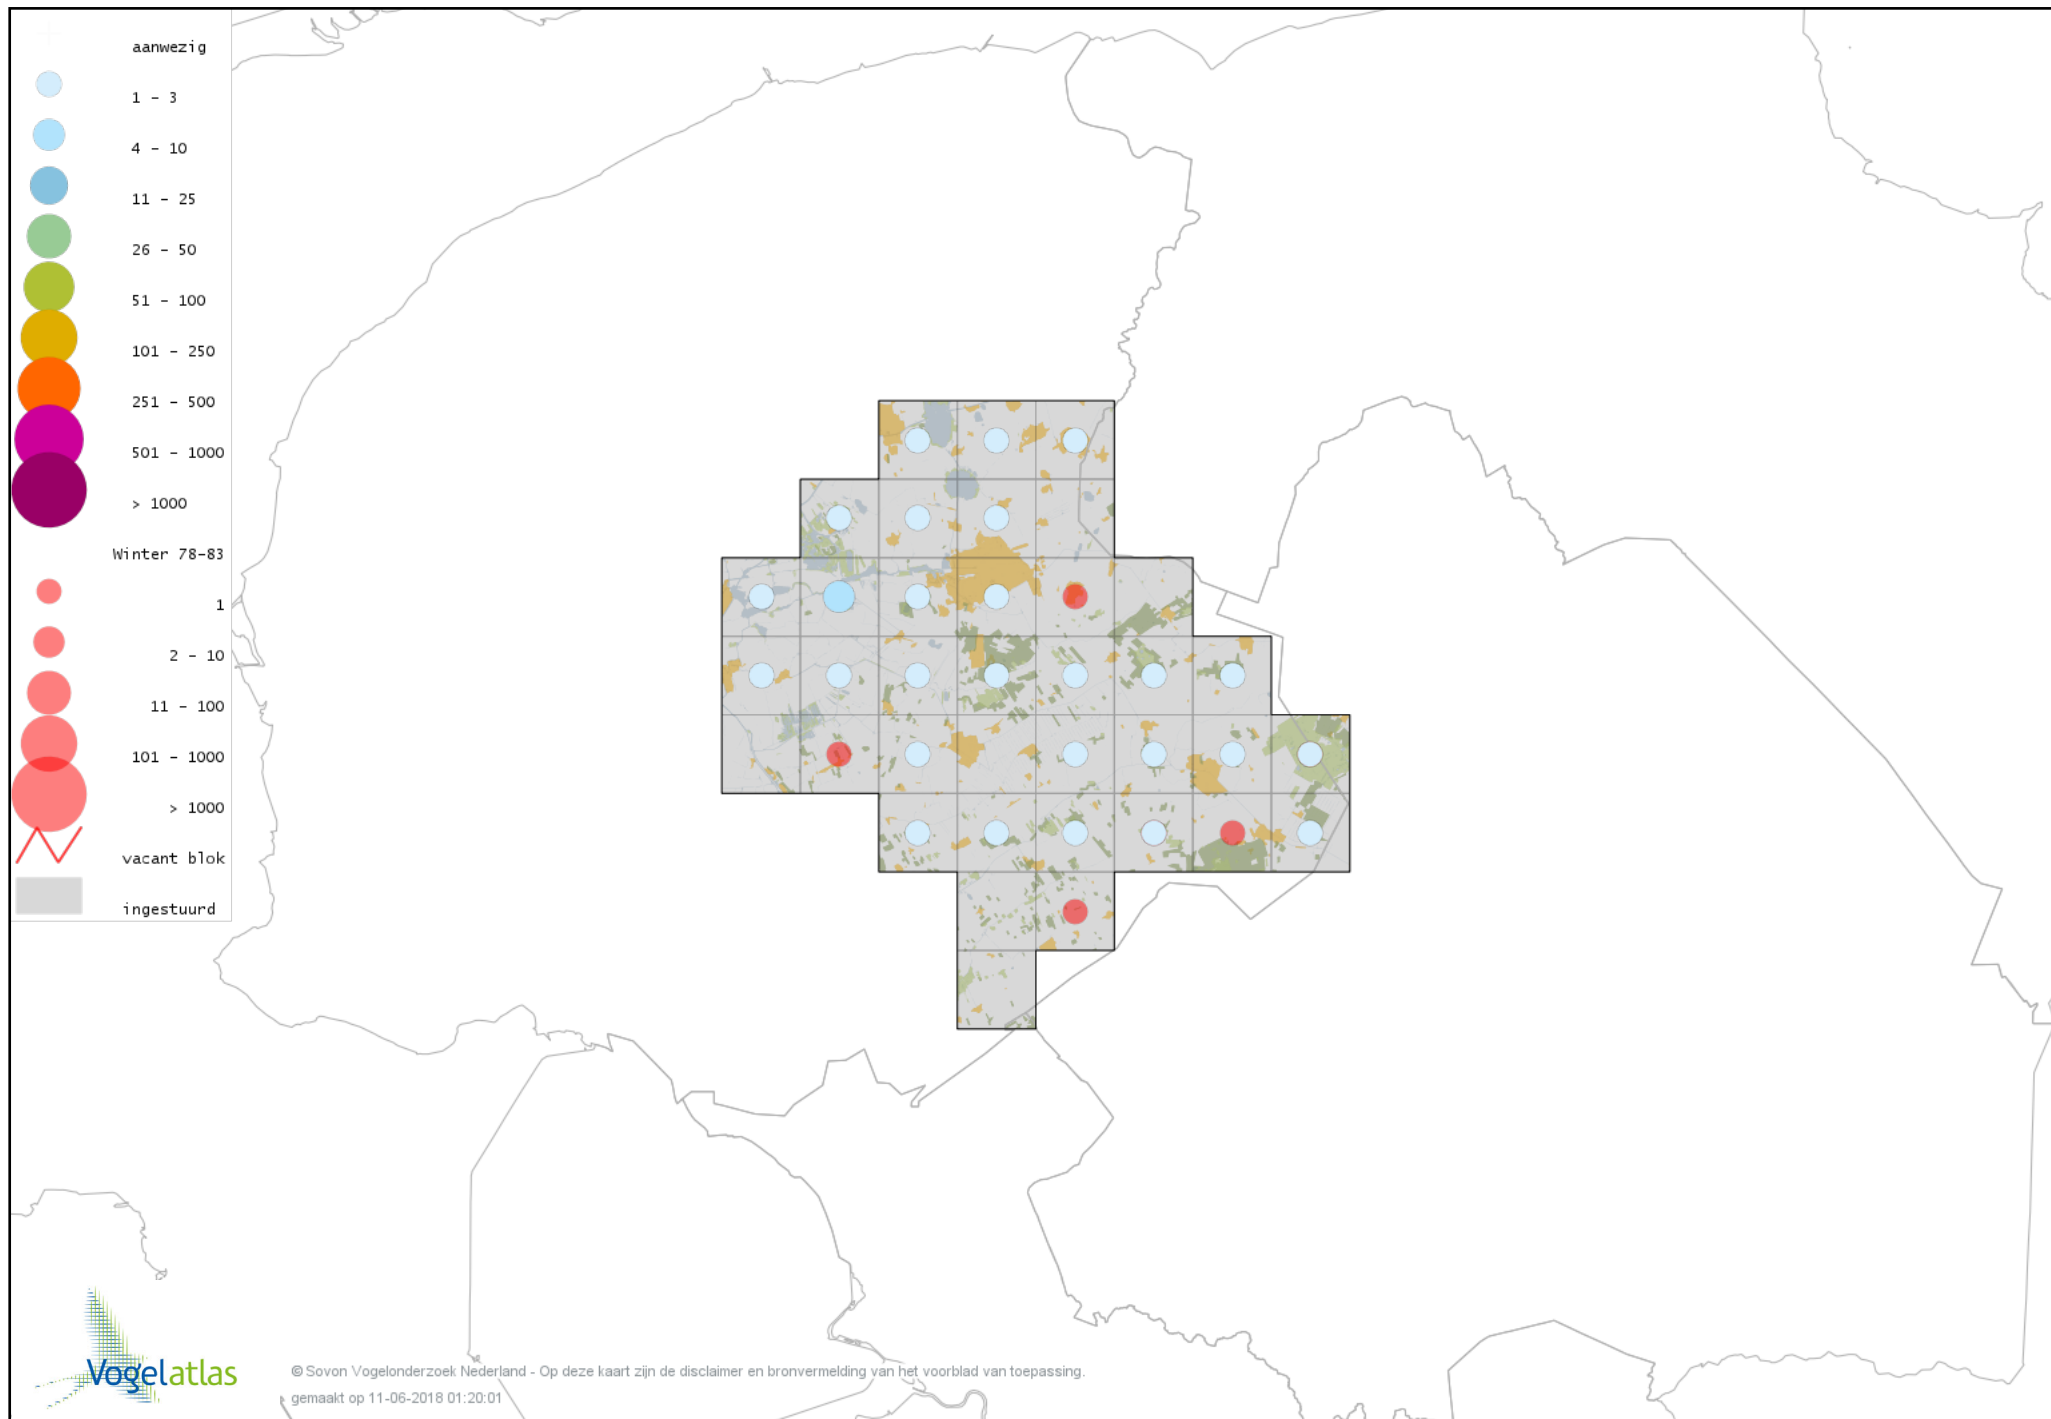 aanwezig
1 - 3
4 - 10
11 - 25
26 - 50
51 - 100
101 - 250
251 - 500
501 - 1000
> 1000
Winter 78-83
1
2 - 10
11 - 100
101 - 1000
> 1000
vacant blok
ingestuurd
Vogelatlas
© Sovon Vogelonderzoek Nederland - Op deze kaart zijn de disclaimer en bronvermelding van het voorblad van toepassing.
gemaakt op 11-06-2018 01:20:01